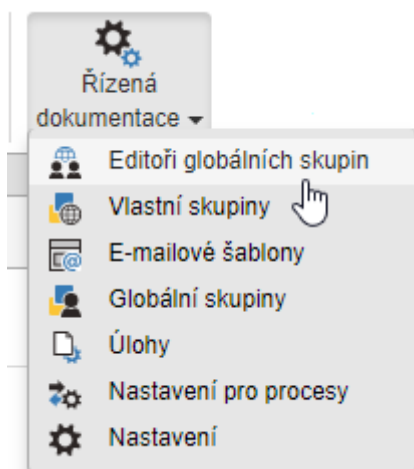 Řízená
dokumentace
Editoři globálních skupin
Vlastní skupiny
E-mailové šablony
Globální skupiny
Úlohy
Nastavení pro procesy
Nastavení